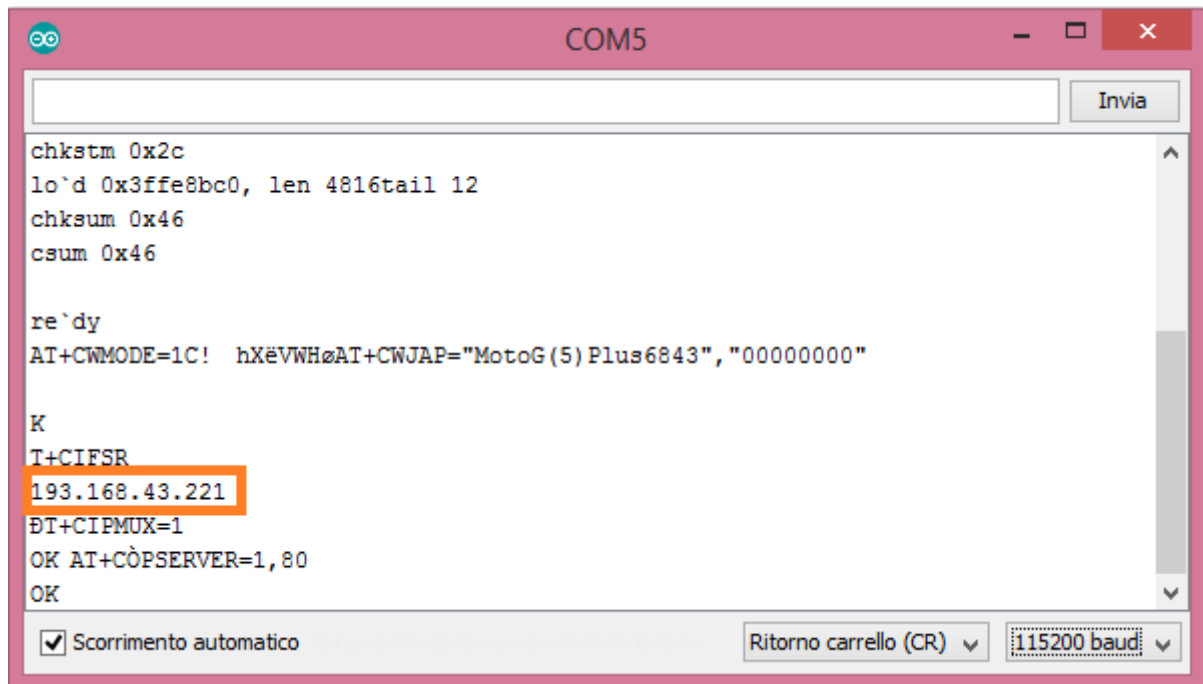 COM5
Invia
chkstm 0x2c
lo`d 0x3ffe8bc0, len 4816tail 12
chksum 0x46
csum 0x46
re`dy
AT+CWMODE=1C!  hXëVWHøAT+CWJAP="MotoG(5)Plus6843","00000000"
K
T+CIFSR
193.168.43.221
ÐT+CIPMUX=1
OK AT+CÒPSERVER=1,80
OK
Scorrimento automatico
Ritorno carrello (CR)
115200 baud